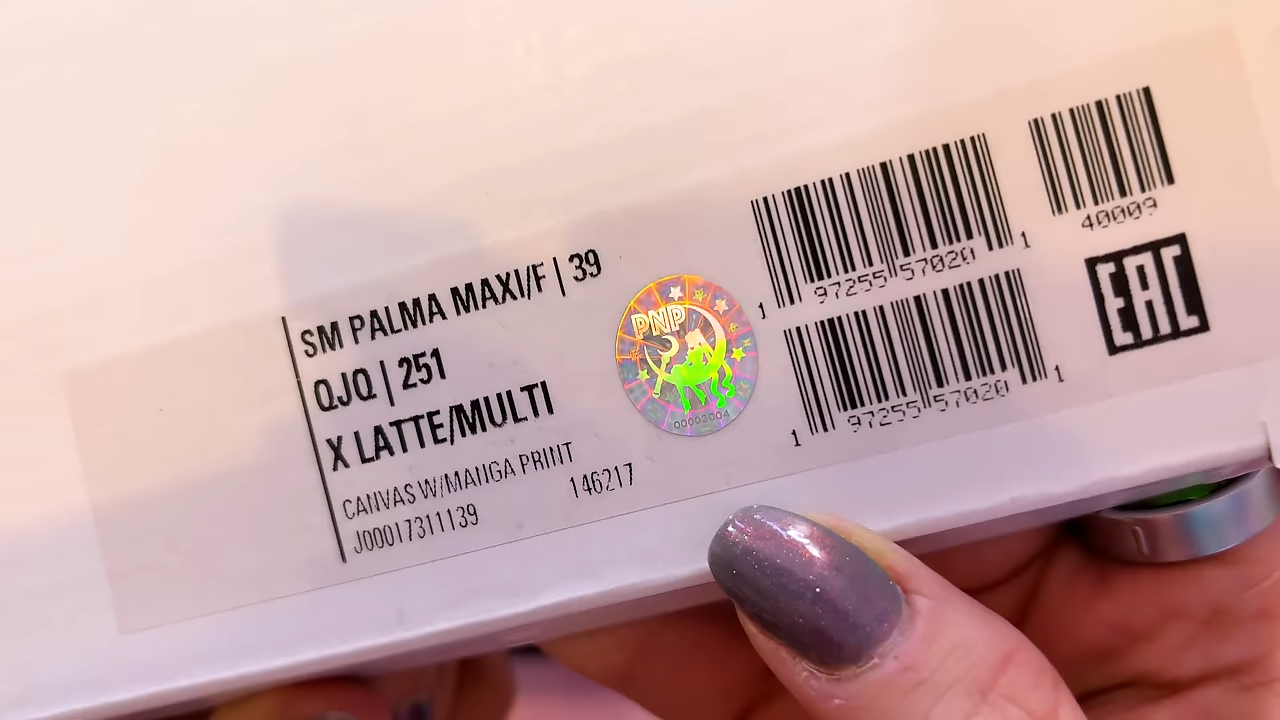 SM PALMA MAXI/F | 39
QJQ | 251
X LATTE/MULTI
CANVAS W/MANGA PRINT
J00017311139
146217
PNP
00003004
1 97255 57020 1
1 97255 57020 1
40009
EAC